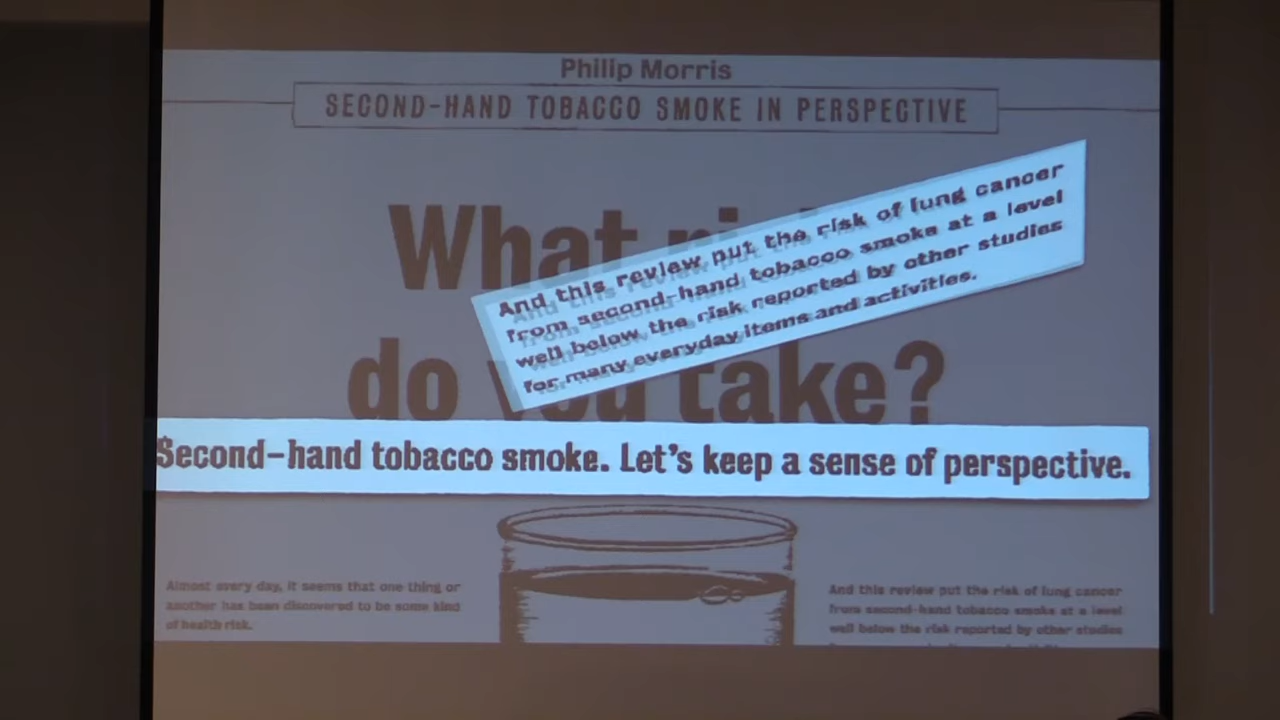 Philip Morris
SECOND-HAND TOBACCO SMOKE IN PERSPECTIVE
What
And this review put the risk of lung cancer
from second-hand tobacco smoke at a level
well below the risk reported by other studies
for many everyday items and activities.
do you take?
Second-hand tobacco smoke. Let's keep a sense of perspective.
Almost every day, it seems that one thing or
another has been discovered to be some kind
of health risk.
And this review put the risk of lung cancer
from second-hand tobacco smoke at a level
well below the risk reported by other studies